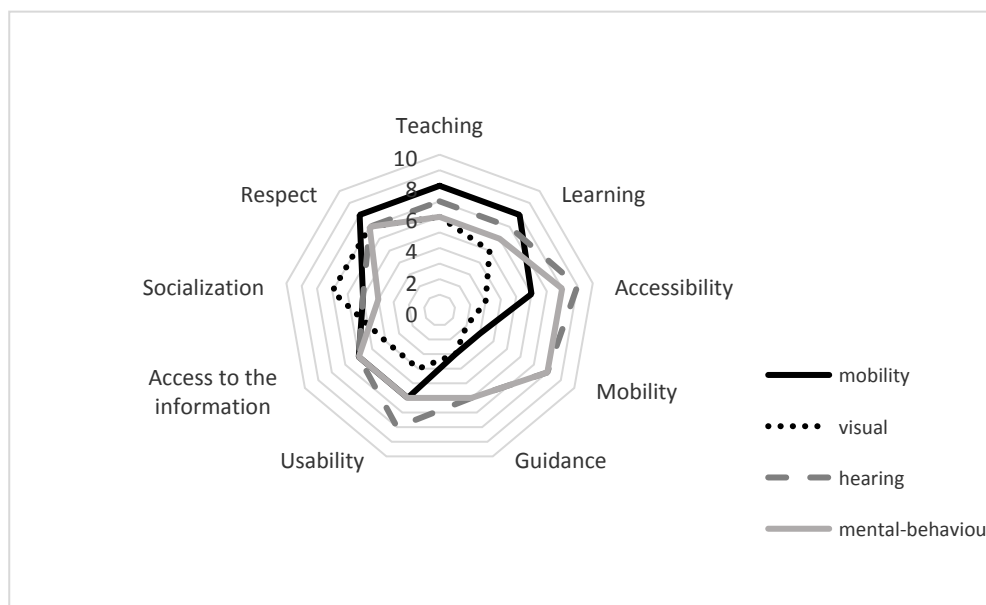 Teaching
10
8
6
4
2
0
Learning
Accessibility
Mobility
Guidance
Usability
Access to the
information
Socialization
Respect
mobility
visual
hearing
mental-behaviou